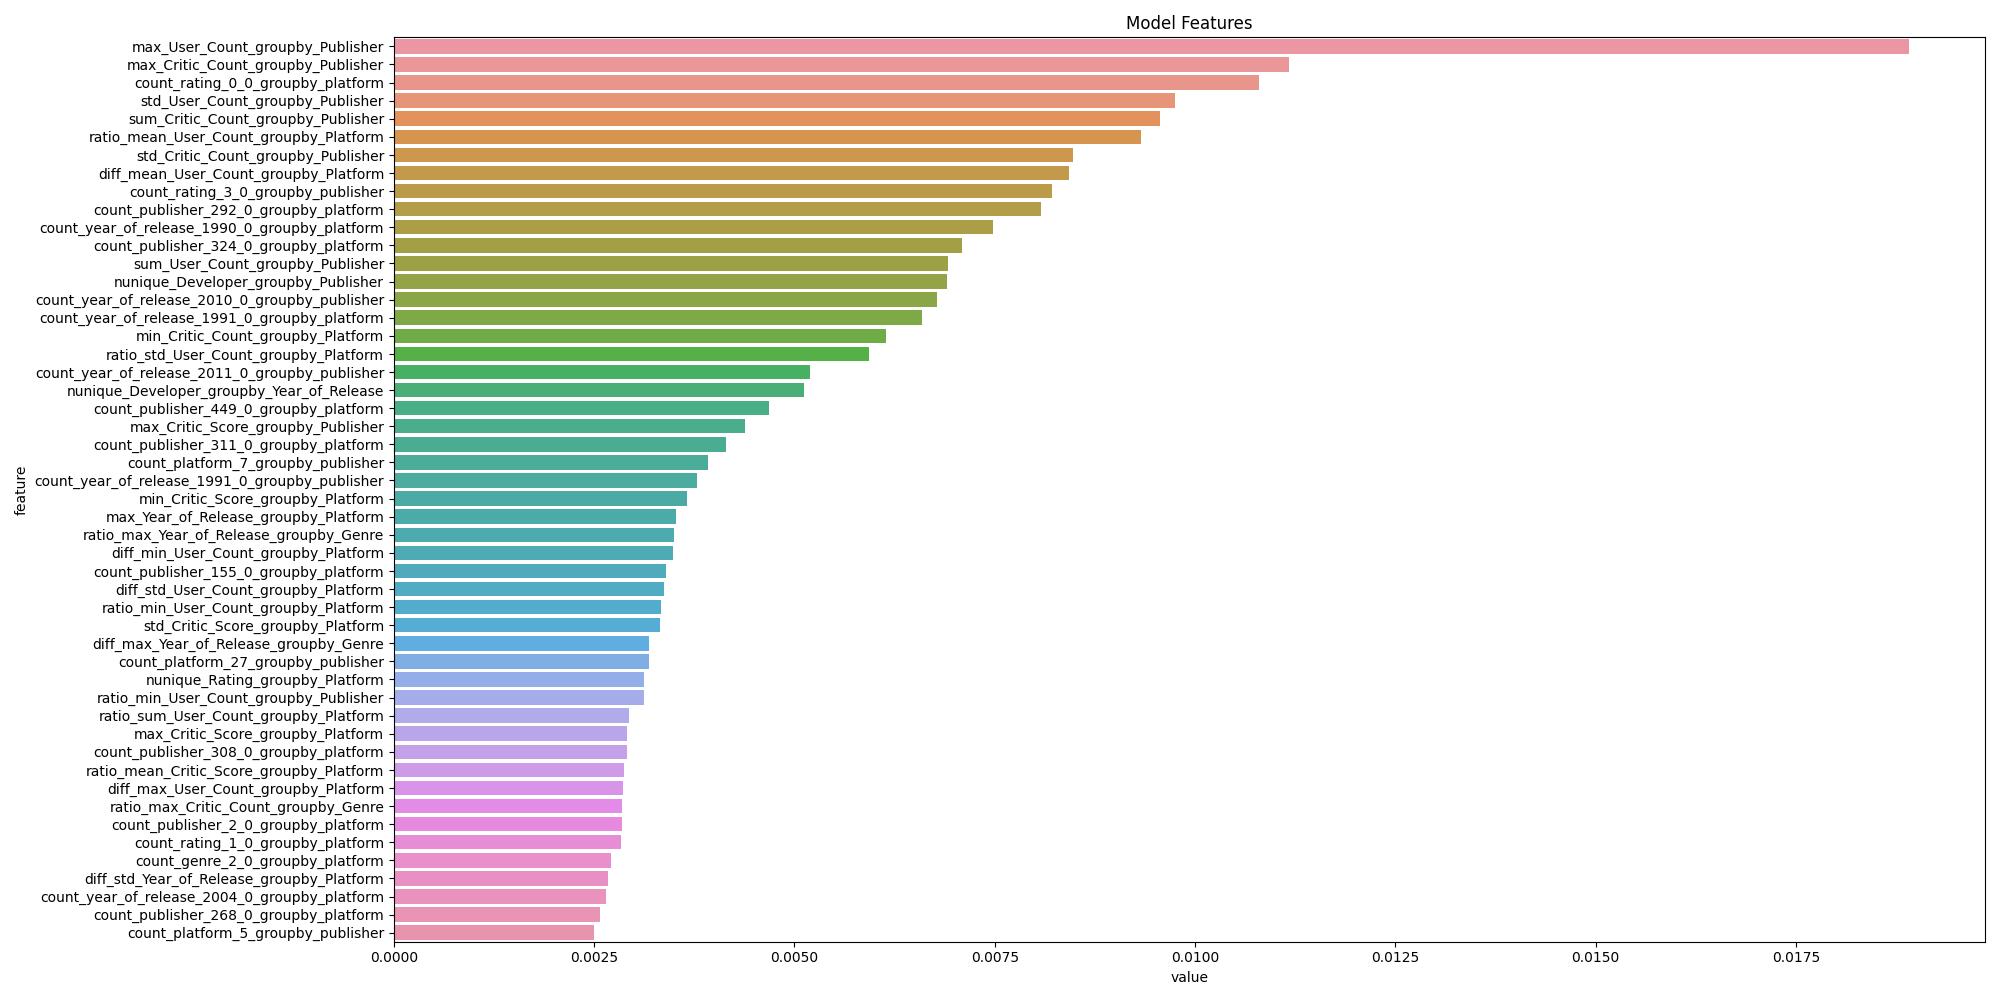 Model Features
max_User_Count_groupby_Publisher
max_Critic_Count_groupby_Publisher
count_rating_0_0_groupby_platform
std_User_Count_groupby_Publisher
sum_Critic_Count_groupby_Publisher
ratio_mean_User_Count_groupby_Platform
std_Critic_Count_groupby_Publisher
diff_mean_User_Count_groupby_Platform
count_rating_3_0_groupby_publisher
count_publisher_292_0_groupby_platform
count_year_of_release_1990_0_groupby_platform
count_publisher_324_0_groupby_platform
sum_User_Count_groupby_Publisher
nunique_Developer_groupby_Publisher
count_year_of_release_2010_0_groupby_publisher
count_year_of_release_1991_0_groupby_platform
min_Critic_Count_groupby_Platform
ratio_std_User_Count_groupby_Platform
count_year_of_release_2011_0_groupby_publisher
nunique_Developer_groupby_Year_of_Release
count_publisher_449_0_groupby_platform
max_Critic_Score_groupby_Publisher
count_publisher_311_0_groupby_platform
count_platform_7_groupby_publisher
count_year_of_release_1991_0_groupby_publisher
min_Critic_Score_groupby_Platform
max_Year_of_Release_groupby_Platform
ratio_max_Year_of_Release_groupby_Genre
diff_min_User_Count_groupby_Platform
count_publisher_155_0_groupby_platform
diff_std_User_Count_groupby_Platform
ratio_min_User_Count_groupby_Platform
std_Critic_Score_groupby_Platform
diff_max_Year_of_Release_groupby_Genre
count_platform_27_groupby_publisher
nunique_Rating_groupby_Platform
ratio_min_User_Count_groupby_Publisher
ratio_sum_User_Count_groupby_Platform
max_Critic_Score_groupby_Platform
count_publisher_308_0_groupby_platform
ratio_mean_Critic_Score_groupby_Platform
diff_max_User_Count_groupby_Platform
ratio_max_Critic_Count_groupby_Genre
count_publisher_2_0_groupby_platform
count_rating_1_0_groupby_platform
count_genre_2_0_groupby_platform
diff_std_Year_of_Release_groupby_Platform
count_year_of_release_2004_0_groupby_platform
count_publisher_268_0_groupby_platform
count_platform_5_groupby_publisher
feature
0.0000 0.0025 0.0050 0.0075 0.0100 0.0125 0.0150 0.0175
value